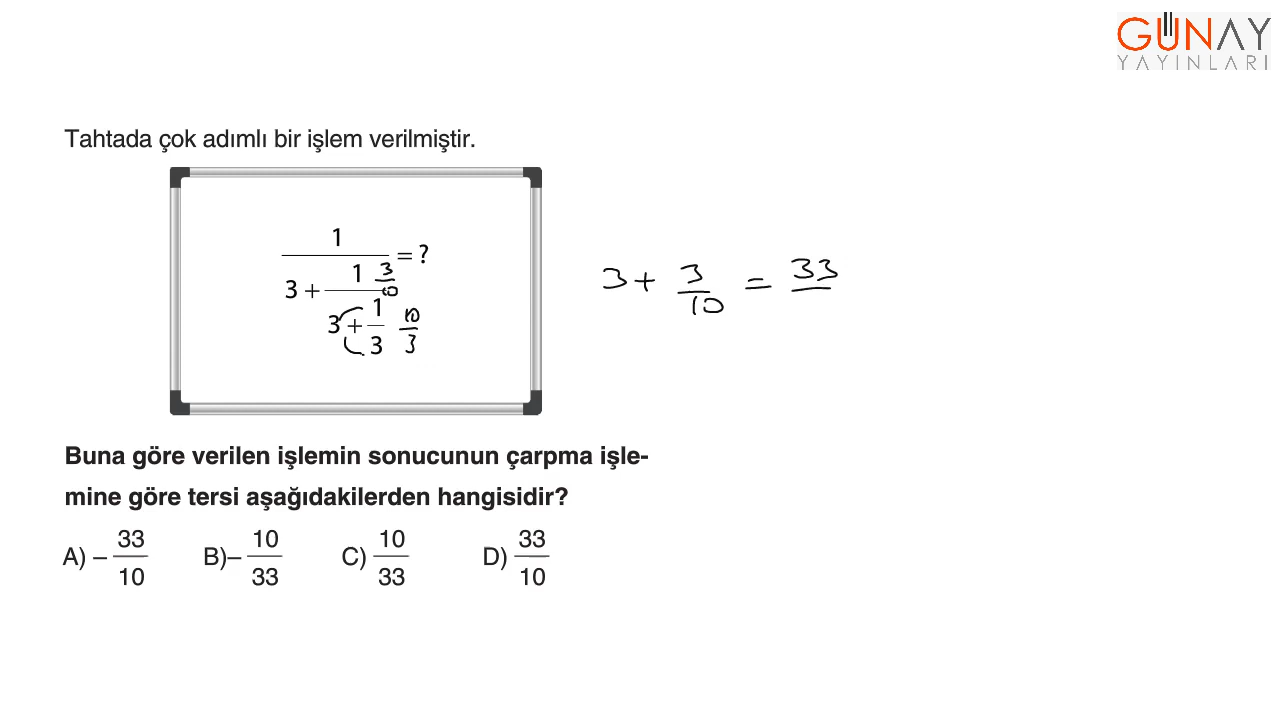 GÜNAY
YAYINLARI
Tahtada çok adımlı bir işlem verilmiştir.
1
= ?
3 +
1
3
10
3 +
1
3
10
3
3 + 3/10 = 33
Buna göre verilen işlemin sonucunun çarpma işle-
mine göre tersi aşağıdakilerden hangisidir?
A) – 33/10 B)– 10/33 C) 10/33 D) 33/10